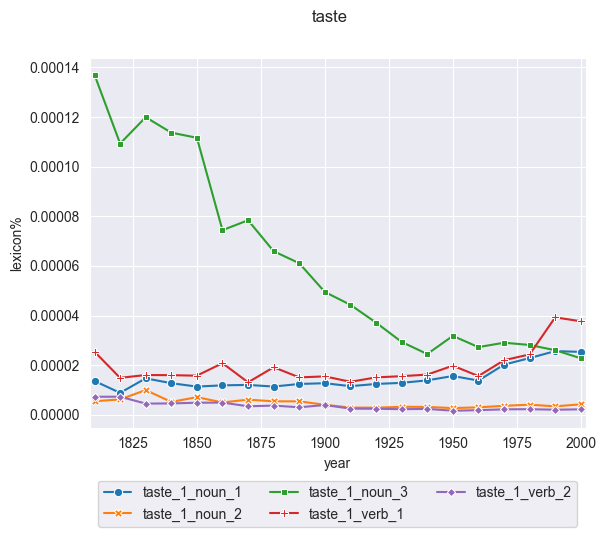 taste
0.00014
0.00012
0.00010
0.00008
0.00006
0.00004
0.00002
0.00000
lexicon%
1825 1850 1875 1900 1925 1950 1975 2000
year
taste_1_noun_1 taste_1_noun_3 taste_1_verb_2
taste_1_noun_2 taste_1_verb_1